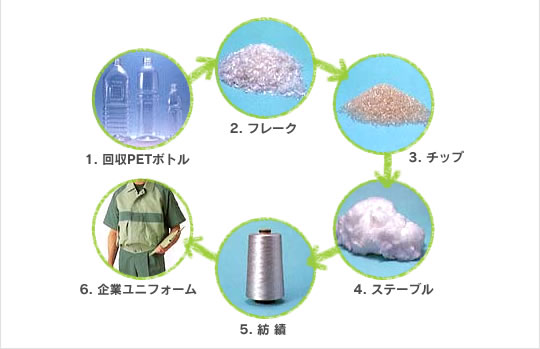 1. 回収PETボトル
2. フレーク
3. チップ
4. ステープル
5. 紡 績
6. 企業ユニフォーム